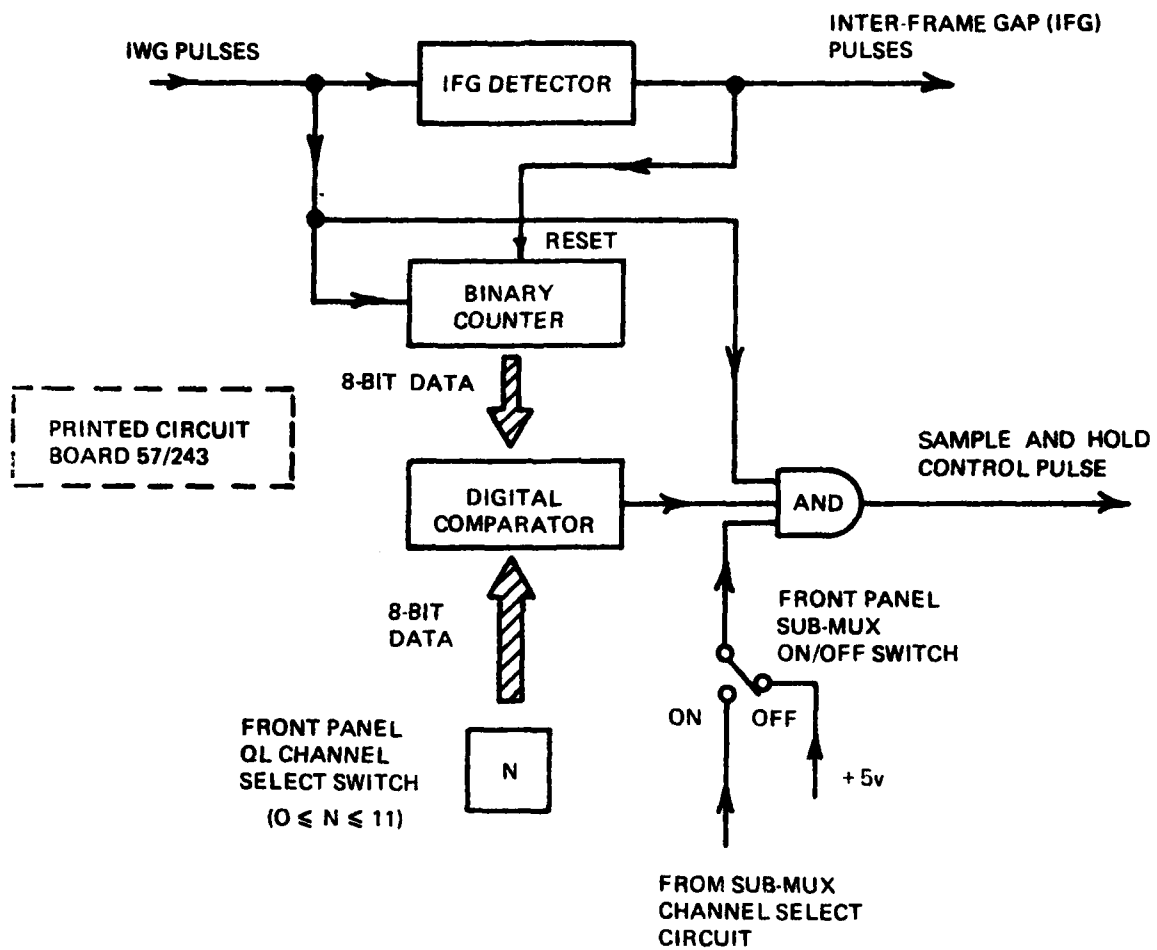 IWG PULSES
INTER-FRAME GAP (IFG)
PULSES
IFG DETECTOR
RESET
BINARY
COUNTER
8-BIT DATA
PRINTED CIRCUIT
BOARD 57/243
SAMPLE AND HOLD
CONTROL PULSE
DIGITAL
COMPARATOR
AND
8-BIT
DATA
FRONT PANEL
SUB-MUX
ON/OFF SWITCH
ON
OFF
FRONT PANEL
QL CHANNEL
SELECT SWITCH
(O ⩽ N ⩽ 11)
N
+5v
FROM SUB-MUX
CHANNEL SELECT
CIRCUIT